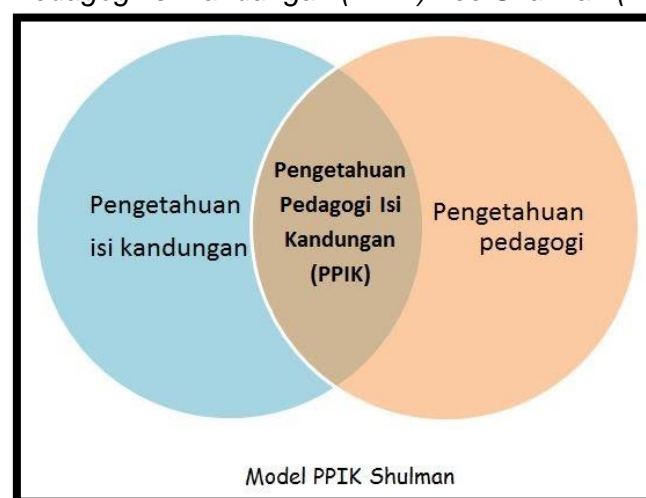 Pengetahuan
isi kandungan
Pengetahuan
Pedagogi Isi
Kandungan
(PPIK)
Pengetahuan
pedagogi
Model PPIK Shulman